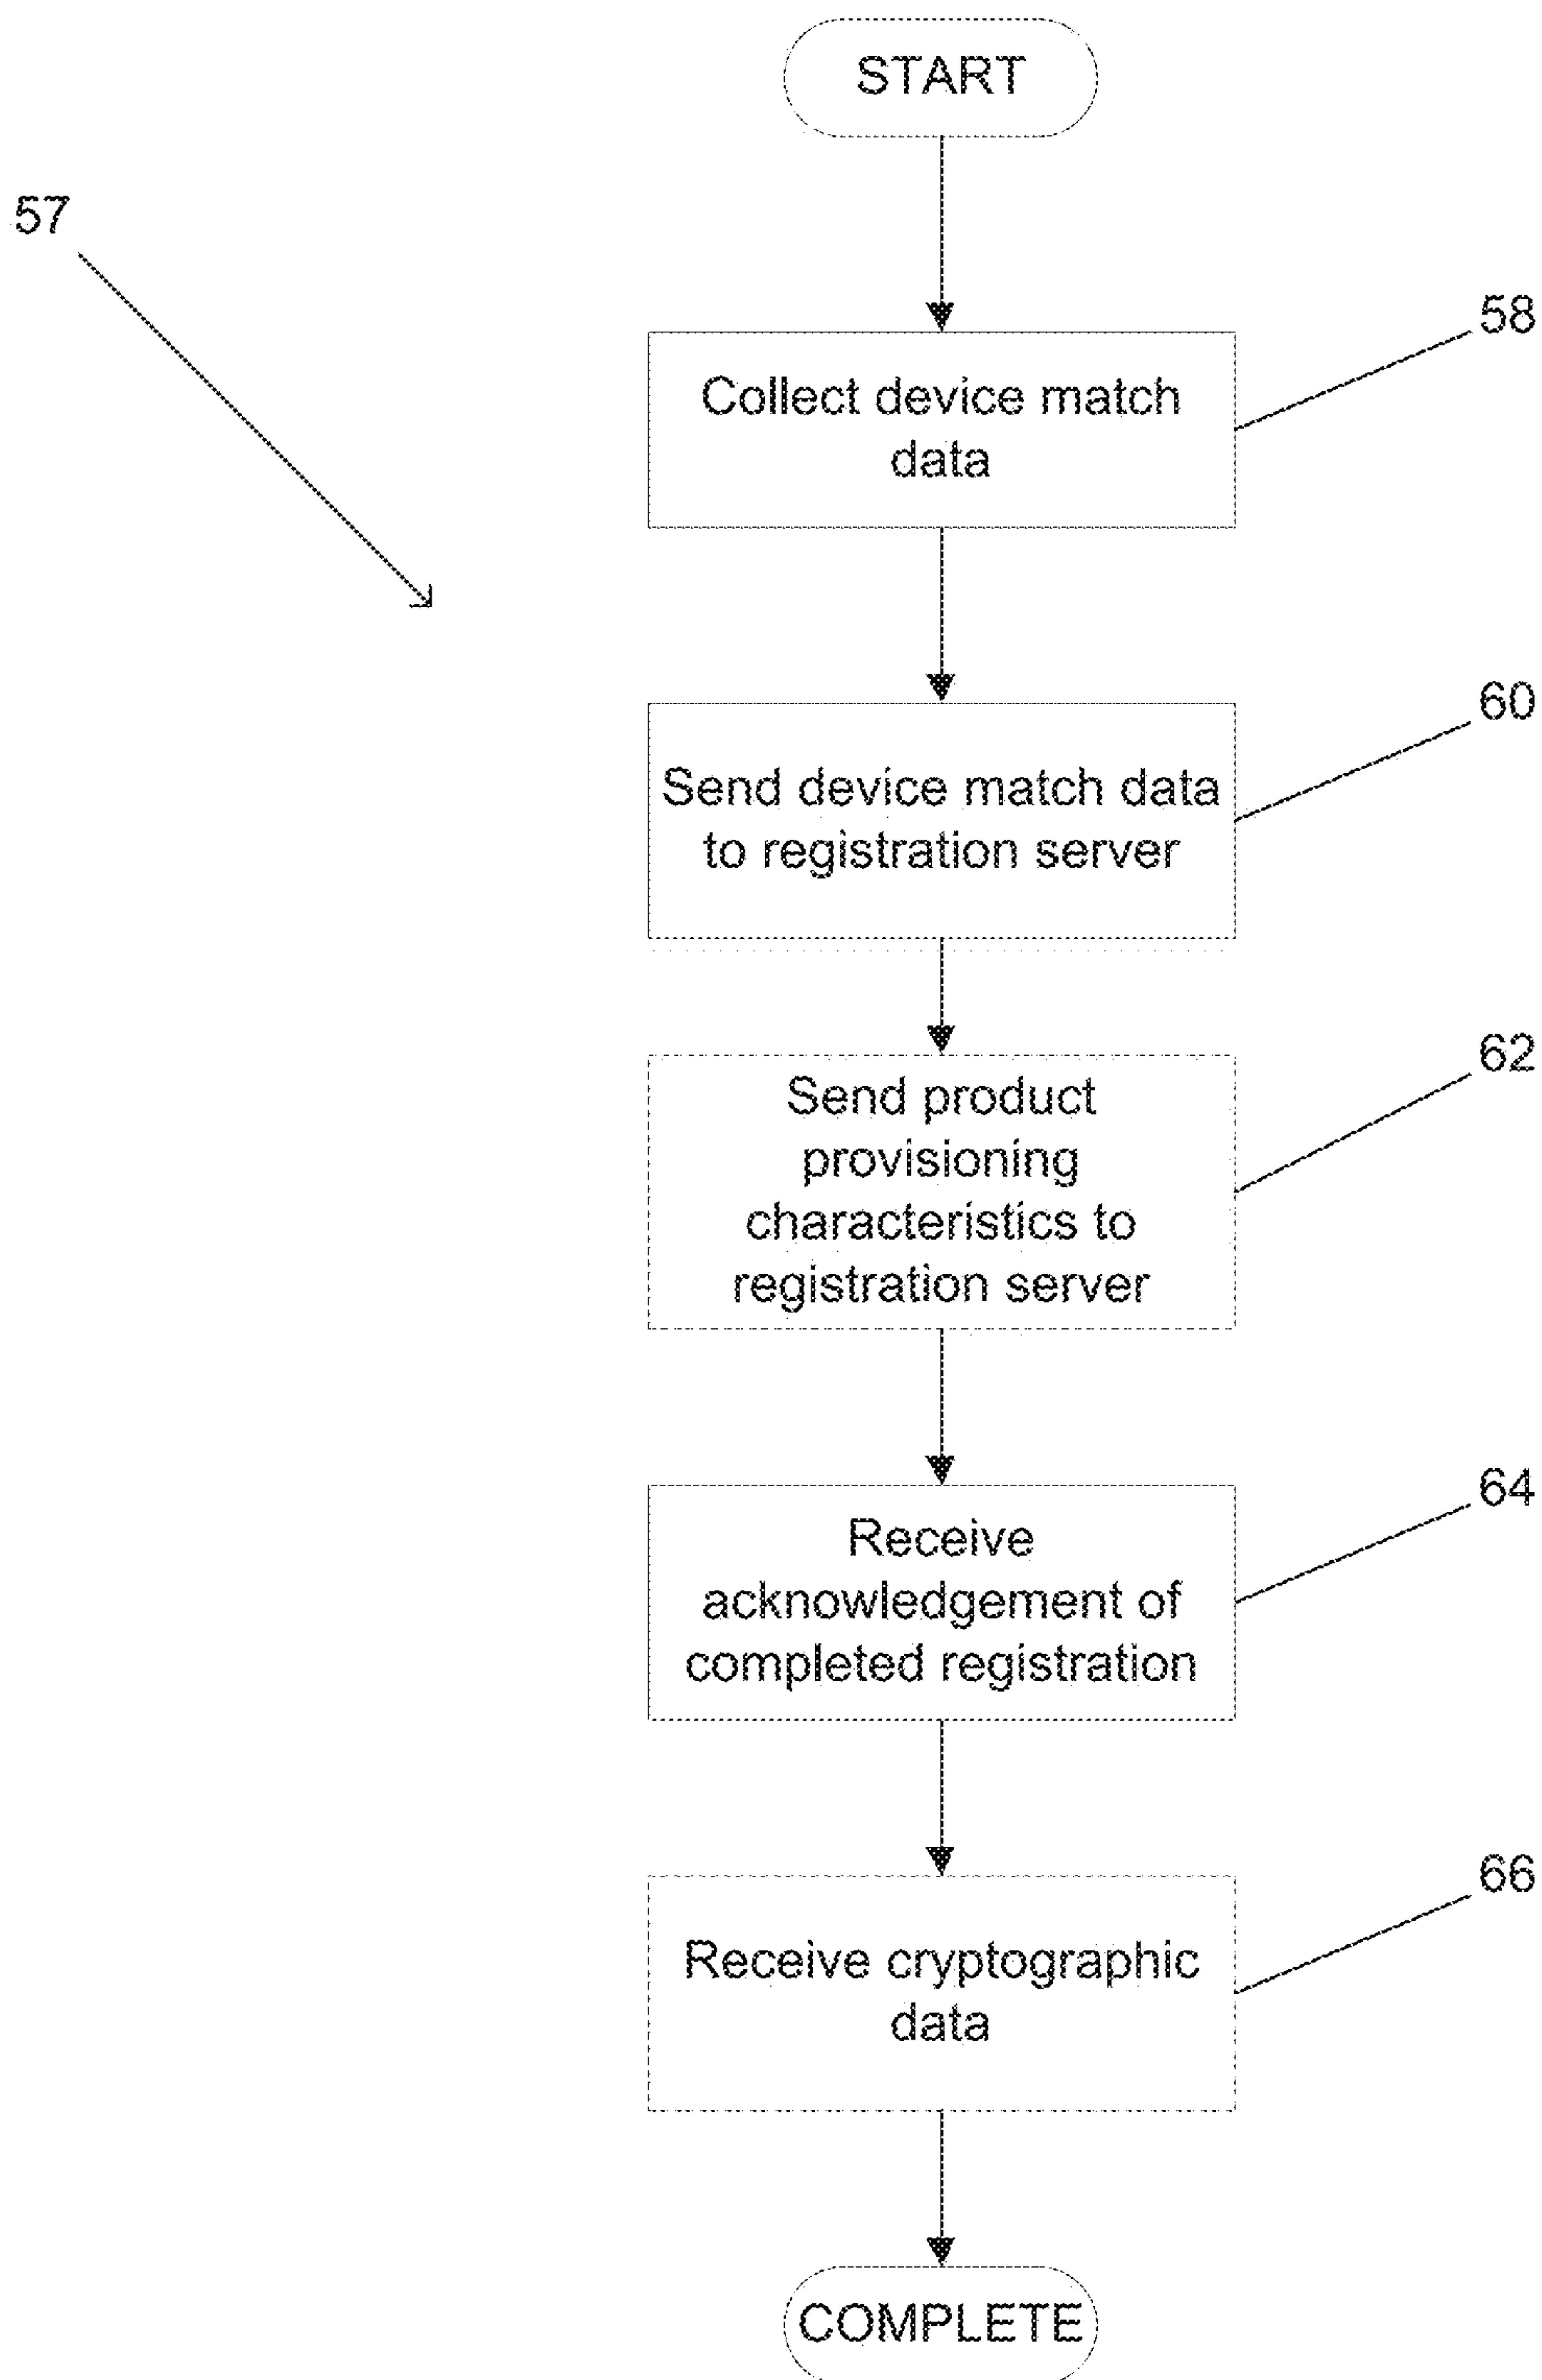 START
57
58
Collect device match
data
60
Send device match data
to registration server
62
Send product
provisioning
characteristics to
registration server
64
Receive
acknowledgement of
completed registration
66
Receive cryptographic
data
COMPLETE